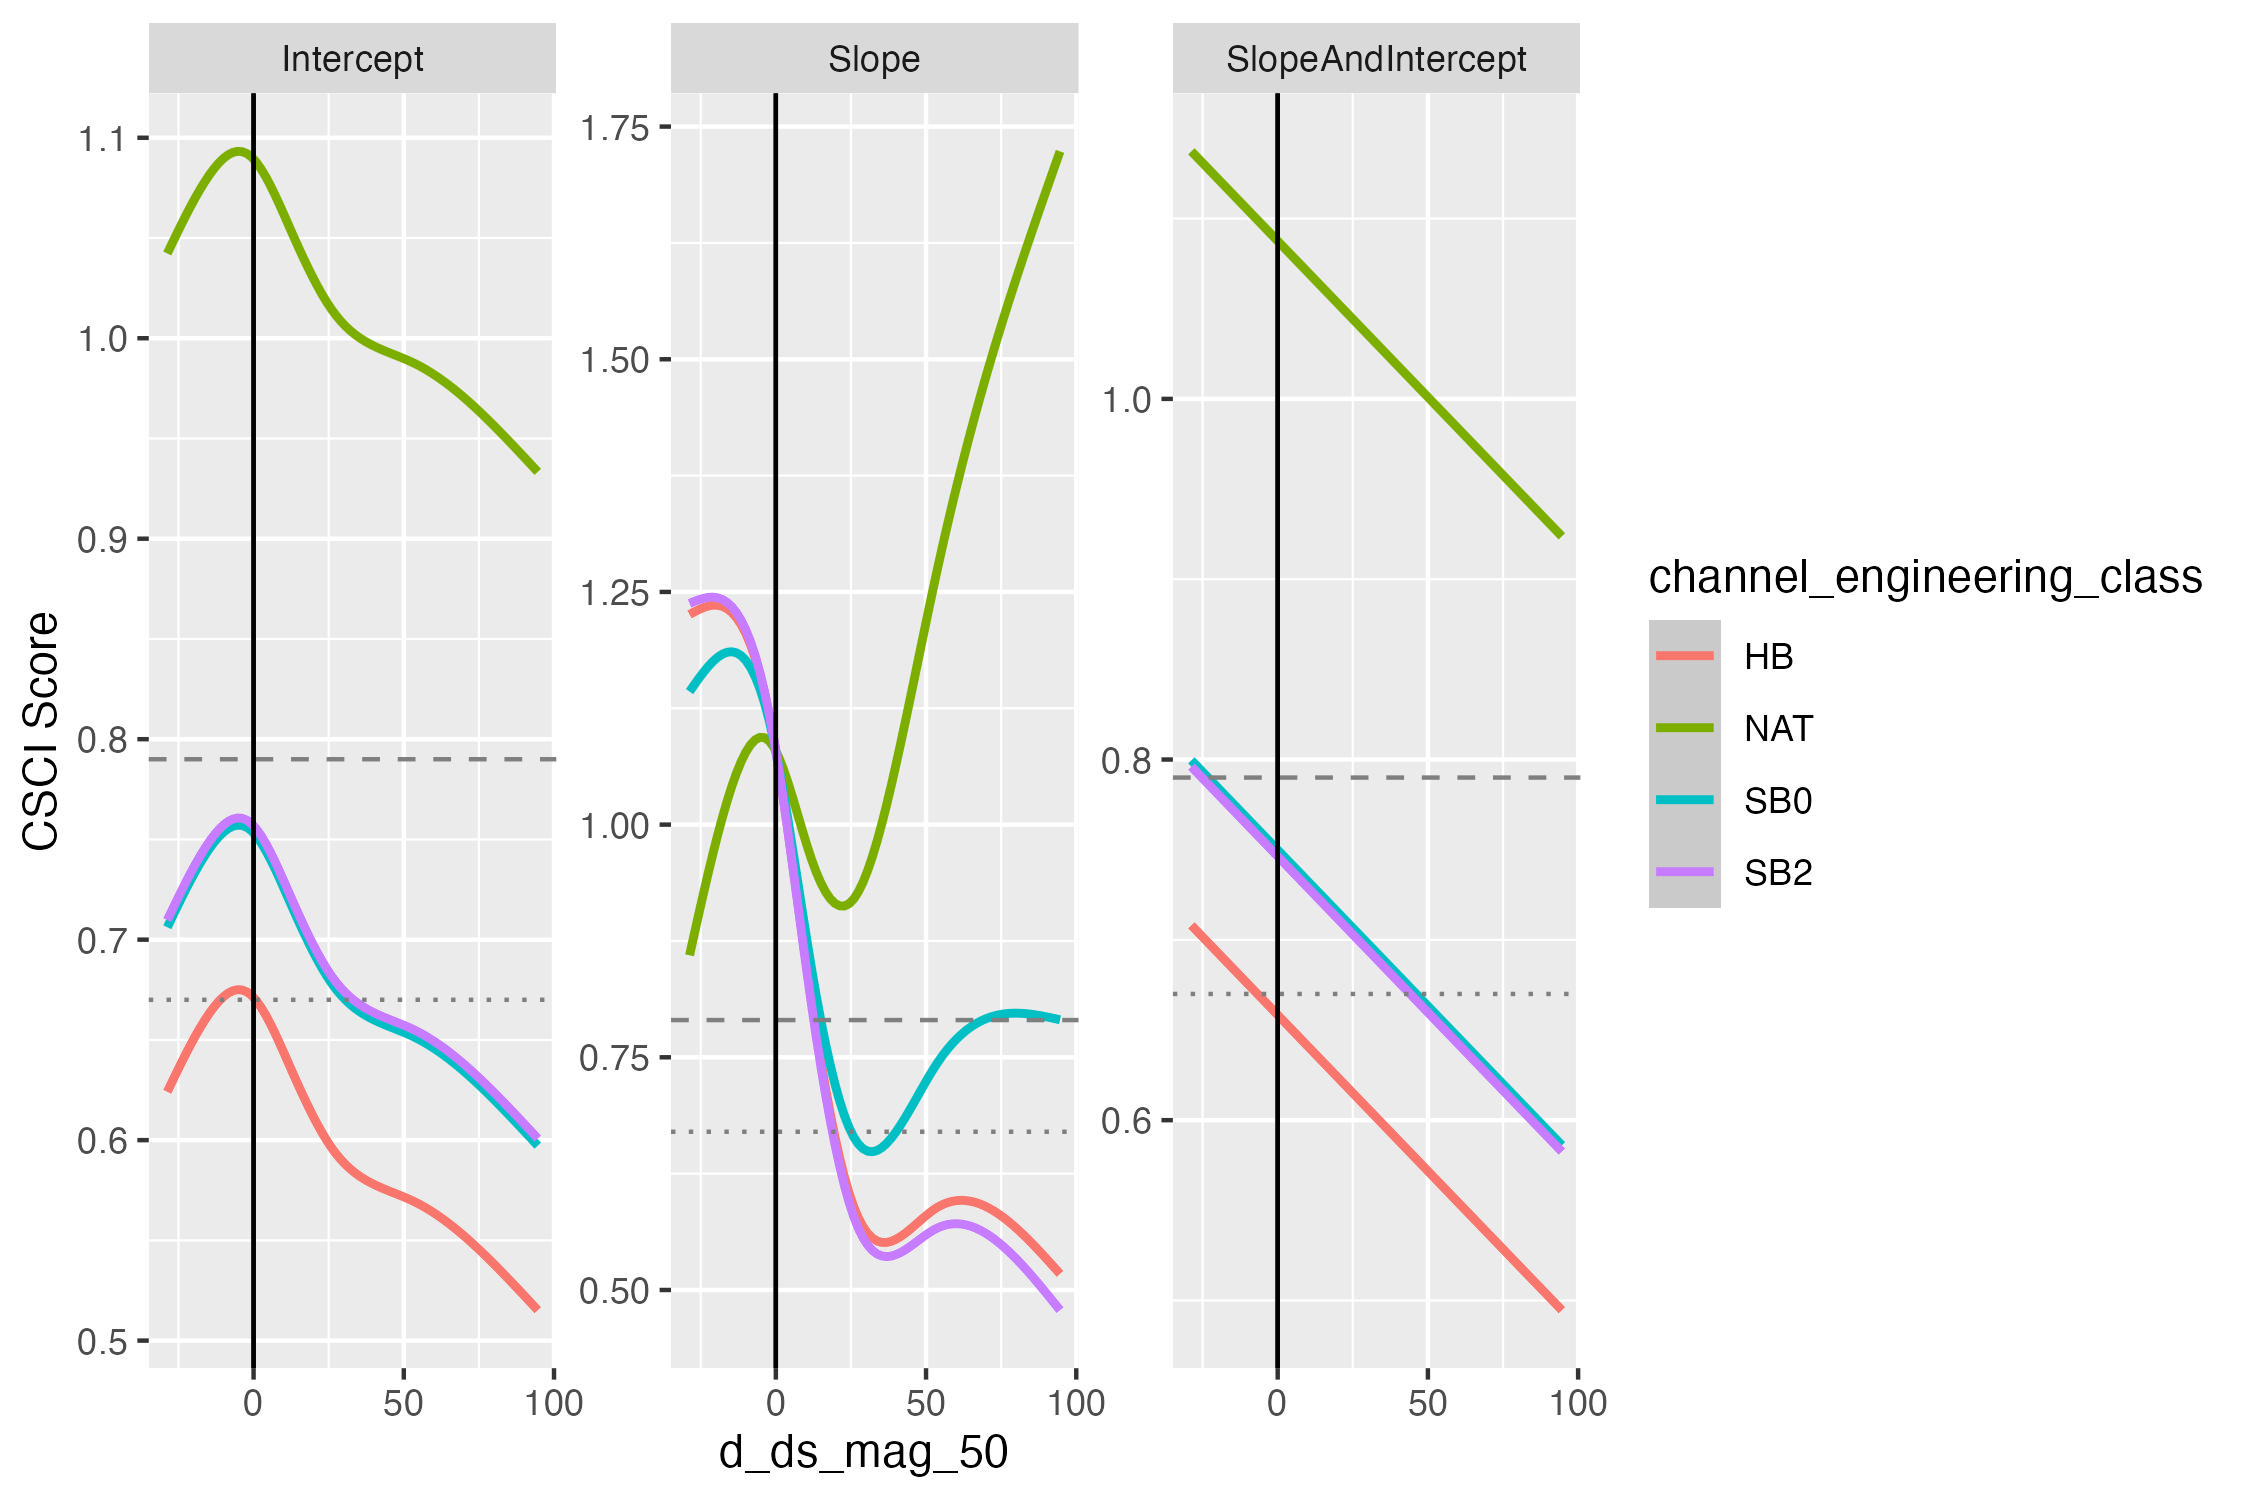 Intercept
Slope
SlopeAndIntercept
CSCI Score
1.1
1.0
0.9
0.8
0.7
0.6
0.5
1.75
1.50
1.25
1.00
0.75
0.50
1.0
0.8
0.6
0 50 100
0 50 100
0 50 100
d_ds_mag_50
channel_engineering_class
HB
NAT
SB0
SB2